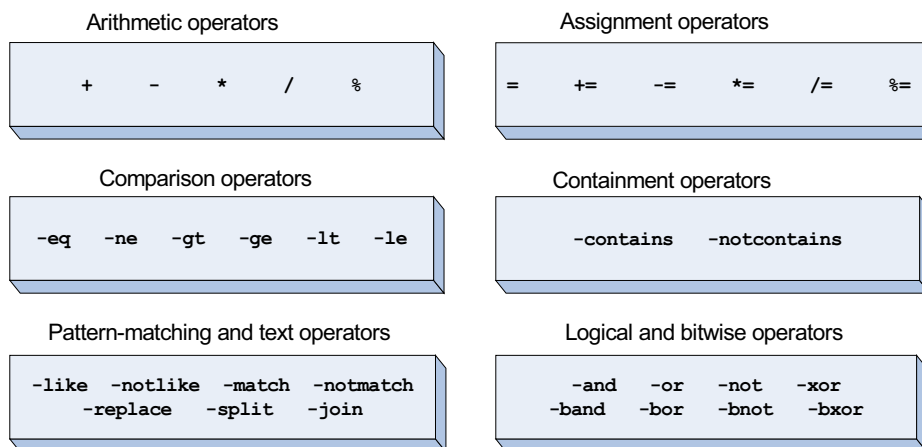 Arithmetic operators
+ - * / %
Assignment operators
= += -= *= /= %=
Comparison operators
-eq -ne -gt -ge -lt -le
Containment operators
-contains -notcontains
Pattern-matching and text operators
-like -notlike -match -notmatch
-replace -split -join
Logical and bitwise operators
-and -or -not -xor
-band -bor -bnot -bxor